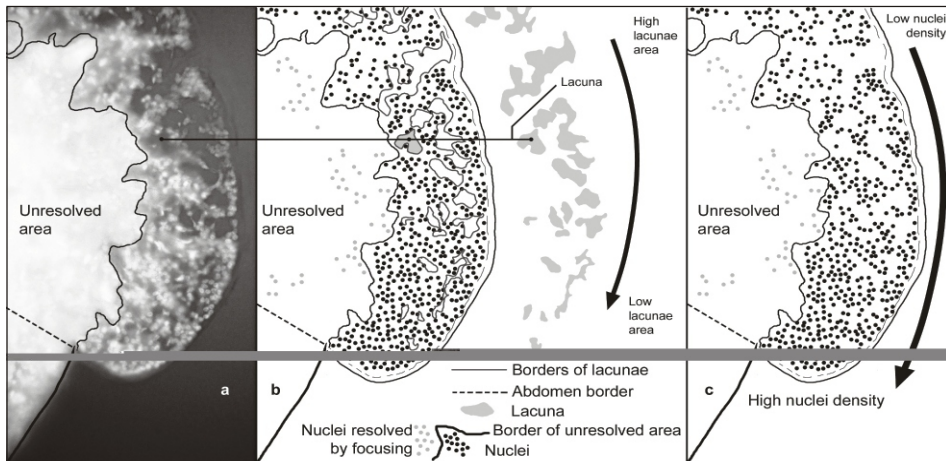 Unresolved
area
a
High
lacunae
area
Lacuna
Unresolved
area
Low
lacunae
area
b
Low nuclei
density
Unresolved
area
c
High nuclei density
Borders of lacunae
Abdomen border
Lacuna
Nuclei resolved
by focusing
Border of unresolved area
Nuclei